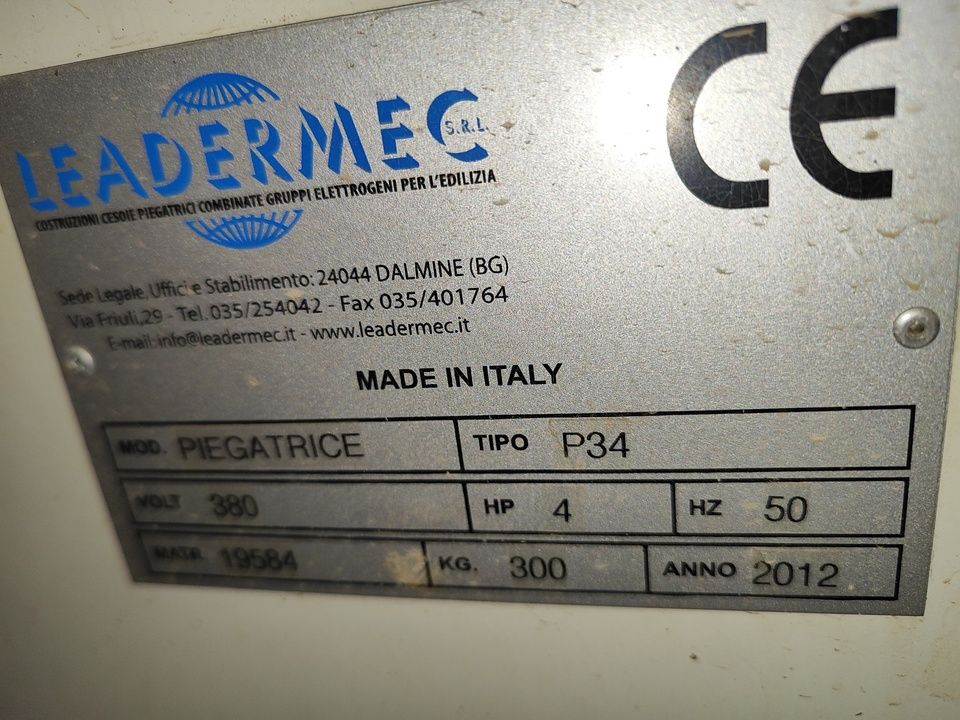 LEADERMEC S.R.L.
COSTRUZIONI CESOIE PIEGATRICI COMBINATE GRUPPI ELETTROGENI PER L'EDILIZIA
CE
Sede Legale, Uffici e Stabilimento: 24044 DALMINE (BG)
Via Friuli,29 - Tel. 035/254042 - Fax 035/401764
E-mail: info@leadermec.it - www.leadermec.it
MADE IN ITALY
MOD. PIEGATRICE TIPO P34
VOLT 380 HP 4 HZ 50
MATR. 19584 KG. 300 ANNO 2012